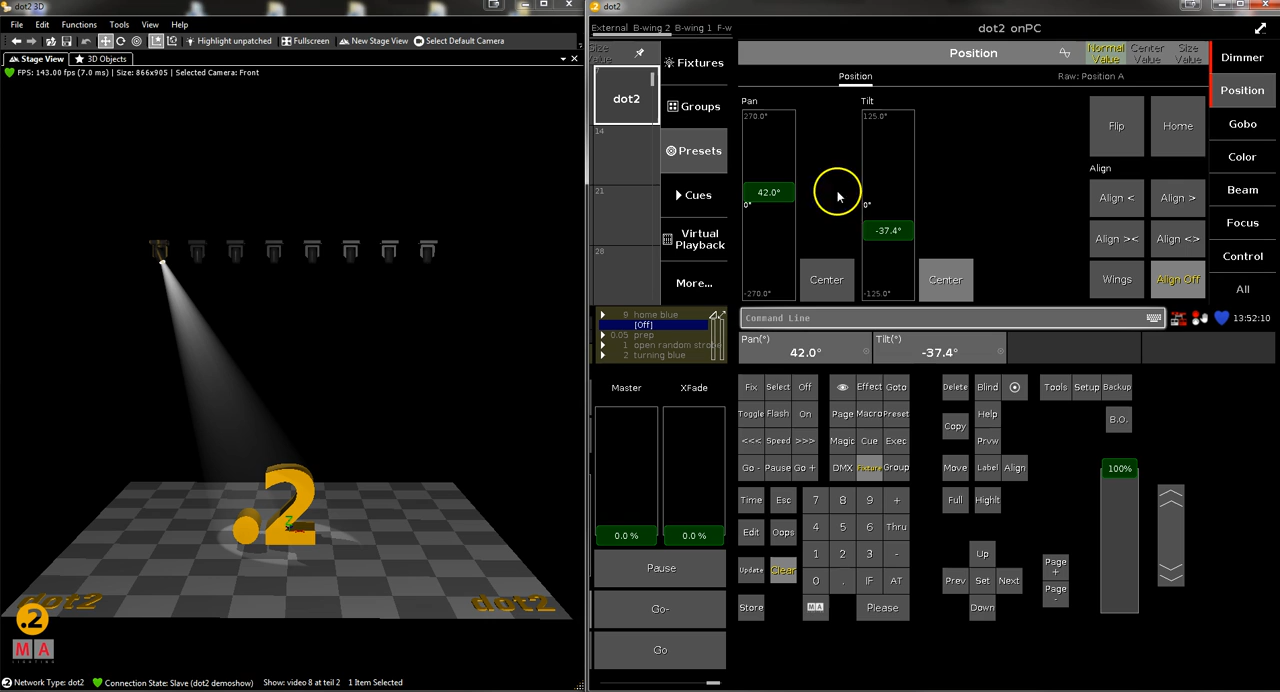 dot2 3D
File Edit Functions Tools View Help
Highlight unpatched Fullscreen New Stage View Select Default Camera
Stage View 3D Objects
FPS: 143.00 fps (7.0 ms) | Size: 866x905 | Selected Camera: Front
.2
dot2 dot2
.2
MA
LIGHTING
Network Type: dot2 Connection State: Slave (dot2 demoshow) Show: video 8 at teil 2 1 Item Selected
dot2
dot2 onPC
External B-wing 2 B-wing 1 F-w
Size
Value
7
dot2
14
21
28
Fixtures
Groups
Presets
Cues
Virtual
Playback
More...
Position
Normal
Value
Center
Value
Size
Value
Position Raw: Position A
Pan Tilt
270.0° 125.0°
42.0°
0° 0°
-37.4°
-270.0° -125.0°
Center Center
Flip Home
Align
Align < Align >
Align >< Align <>
Wings Align Off
Dimmer
Position
Gobo
Color
Beam
Focus
Control
All
9 home blue
[Off]
0.05 prep
1 open random strobe
2 turning blue
Command Line
13:52:10
Pan(°) Tilt(°)
42.0° -37.4°
Master XFade
0.0 % 0.0 %
Pause
Go-
Go
Fix Select Off Effect Goto Delete Blind Tools Setup Backup
Toggle Flash On Page Macro Preset Copy Help B.O.
<<< Speed >>> Magic Cue Exec Prvw
Go - Pause Go + DMX Fixture Group Move Label Align 100%
Time Esc 7 8 9 + Full Highlt
Edit Oops 4 5 6 Thru
1 2 3 - Up
Update Clear 0 . IF AT Prev Set Next
Page
+
Page
-
Store MA Please Down